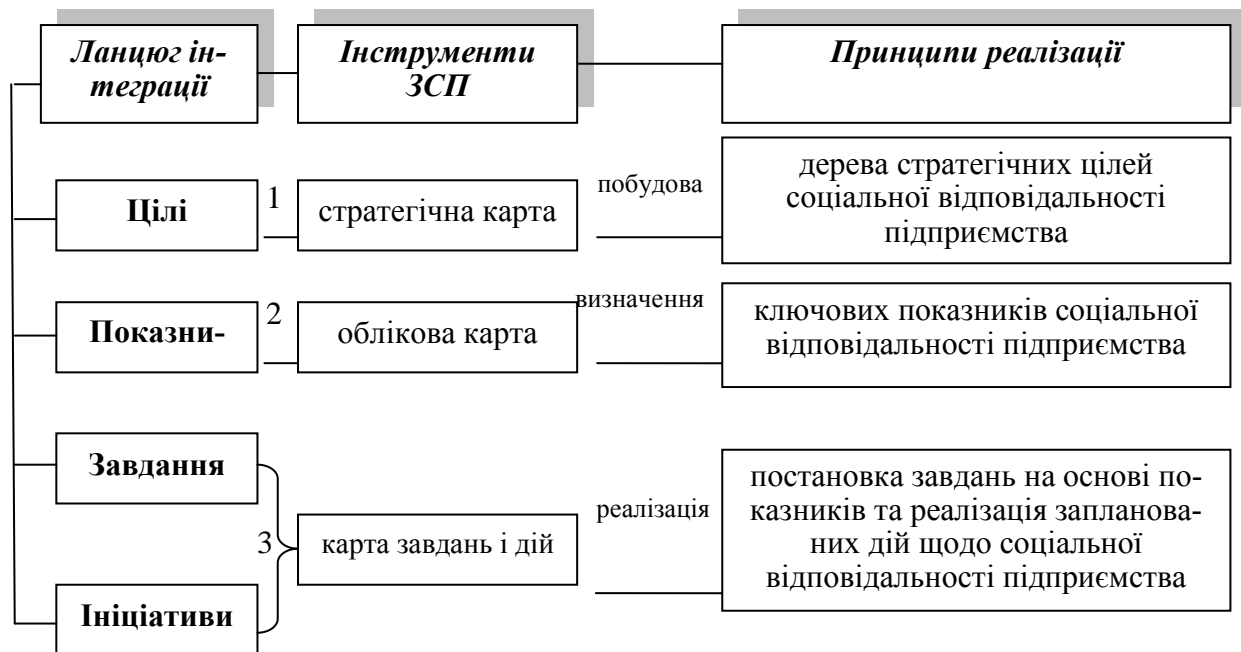 Ланцюг ін-
теграції
Інструменти
ЗСП
Принципи реалізації
Цілі
1
стратегічна карта
побудова
дерева стратегічних цілей
соціальної відповідальності
підприємства
Показни-
2
облікова карта
визначення
ключових показників соціальної
відповідальності підприємства
Завдання
Ініціативи
3
карта завдань і дій
реалізація
постановка завдань на основі по-
казників та реалізація запланова-
них дій щодо соціальної
відповідальності підприємства